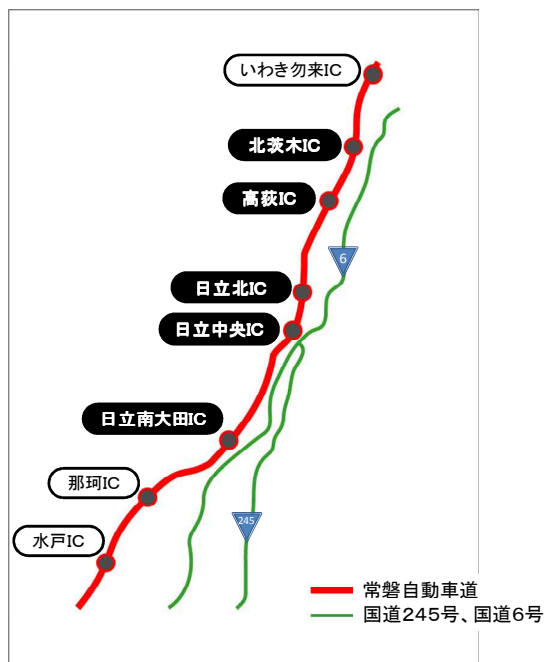 いわき勿来IC
北茨木IC
高萩IC
6
日立北IC
日立中央IC
日立南大田IC
那珂IC
245
水戸IC
常磐自動車道
国道245号、国道6号